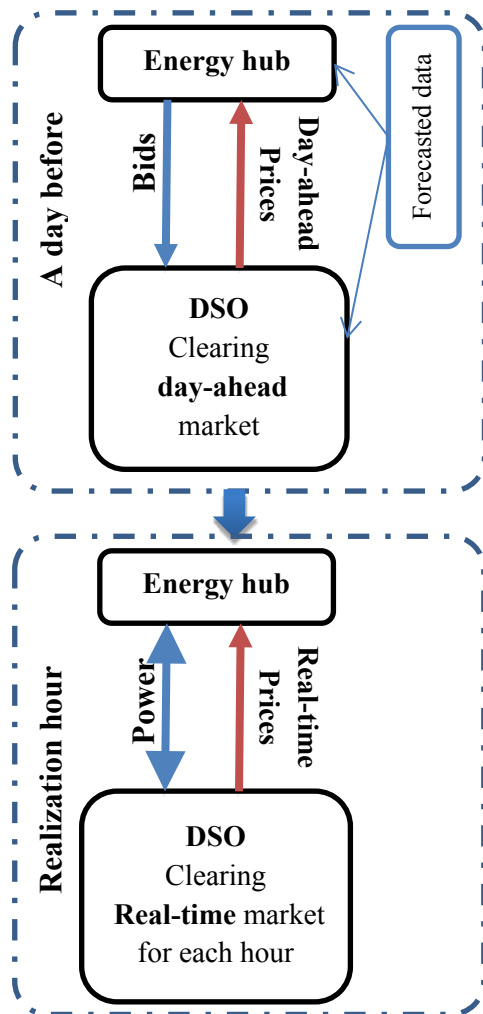 A day before
Energy hub
Forecasted data
Bids
Day-ahead
Prices
DSO
Clearing
day-ahead
market
Realization hour
Energy hub
Power
Real-time
Prices
DSO
Clearing
Real-time market
for each hour